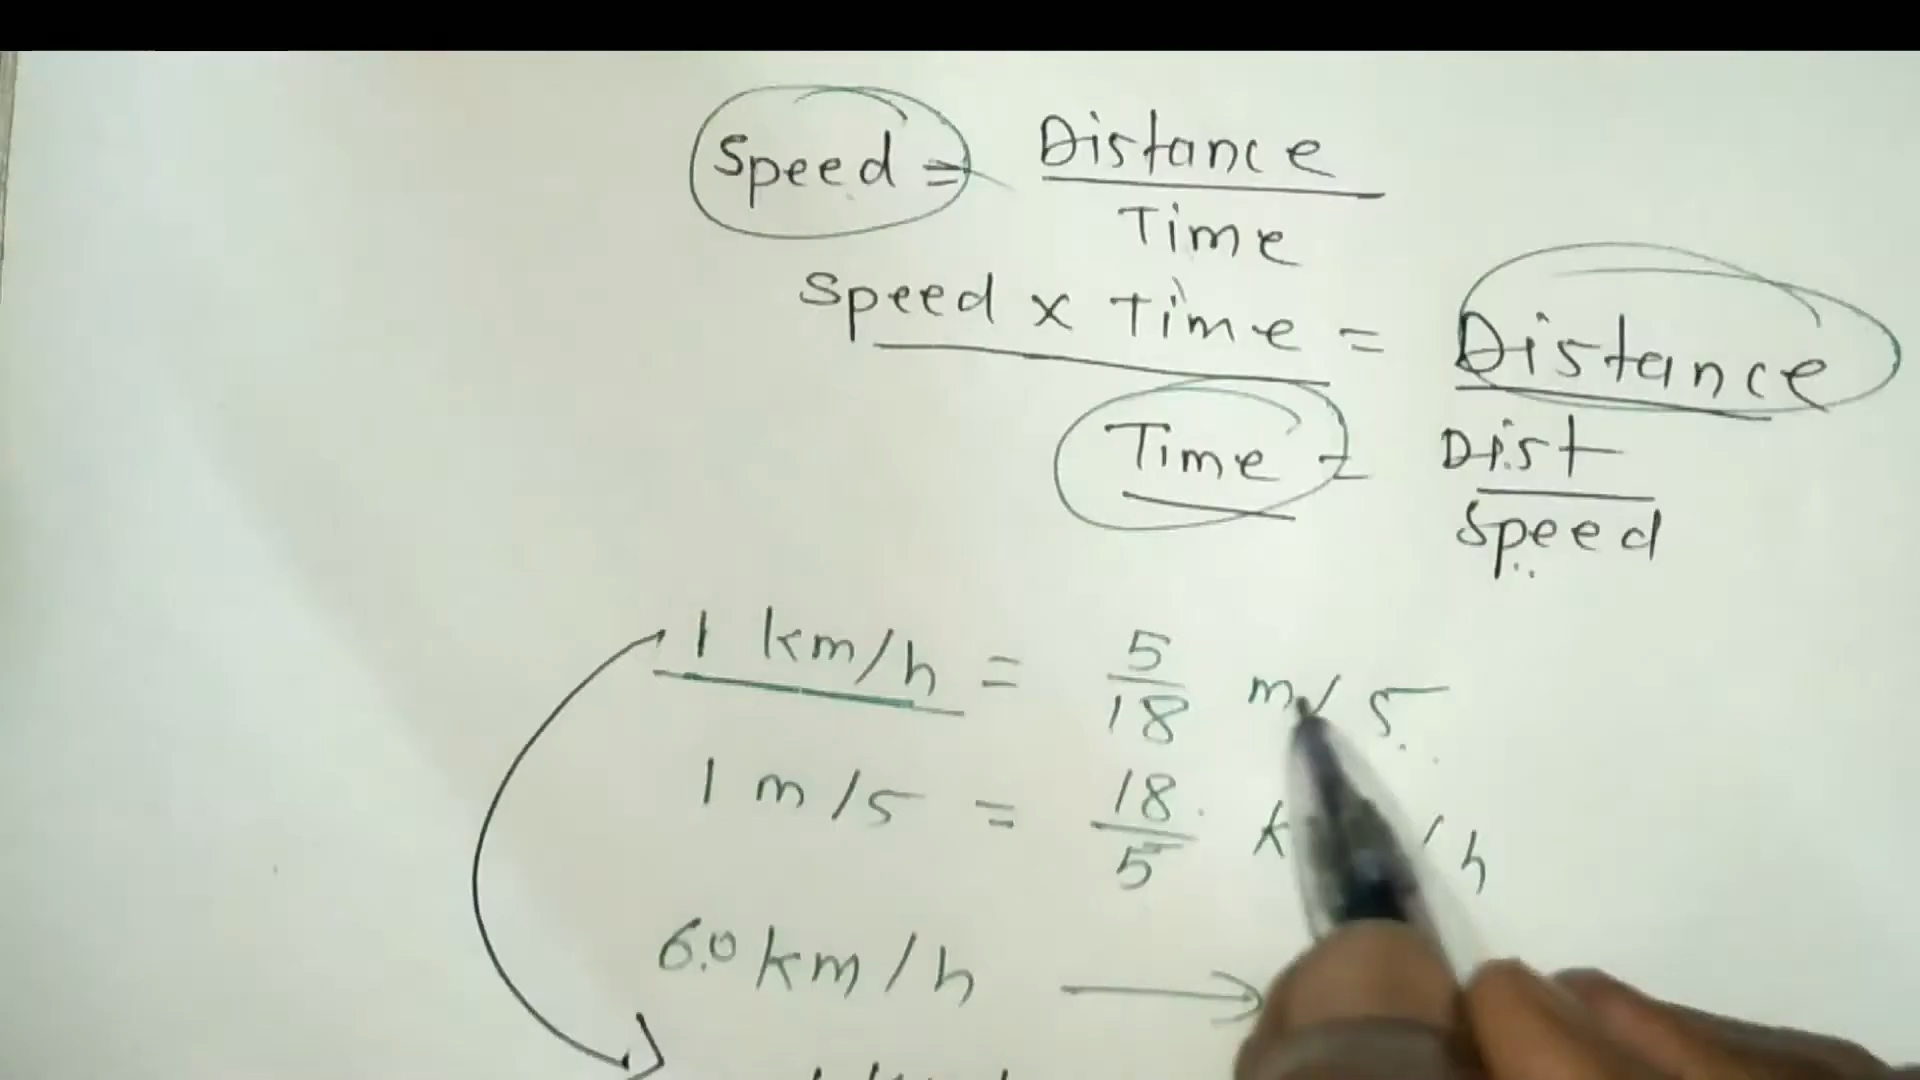 Speed = Distance / Time
Speed x Time = Distance
Time = Dist / Speed
1 km/h = 5/18 m/s
1 m/s = 18/5 k /h
60 km/h →